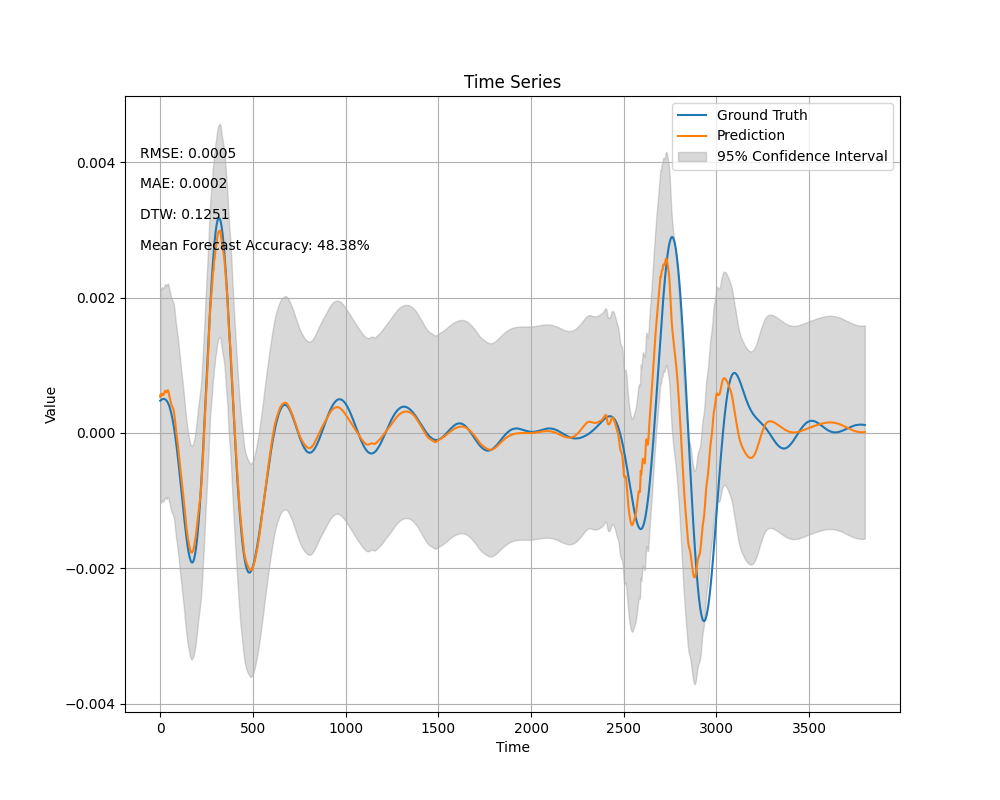 Time Series
Ground Truth
Prediction
95% Confidence Interval
RMSE: 0.0005
MAE: 0.0002
DTW: 0.1251
Mean Forecast Accuracy: 48.38%
0.004
0.002
0.000
−0.002
−0.004
Value
0 500 1000 1500 2000 2500 3000 3500
Time